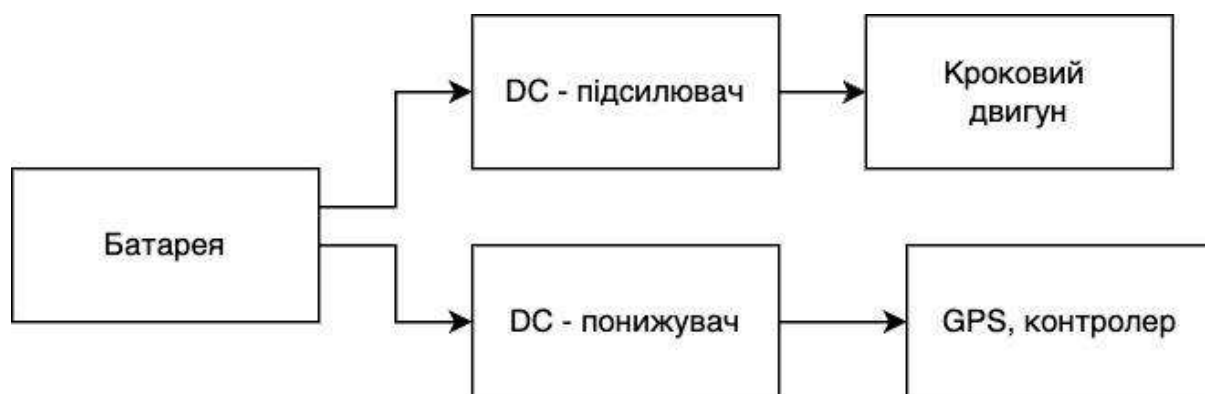 DC - підсилювач
Кроковий
двигун
Батарея
DC - понижувач
GPS, контролер